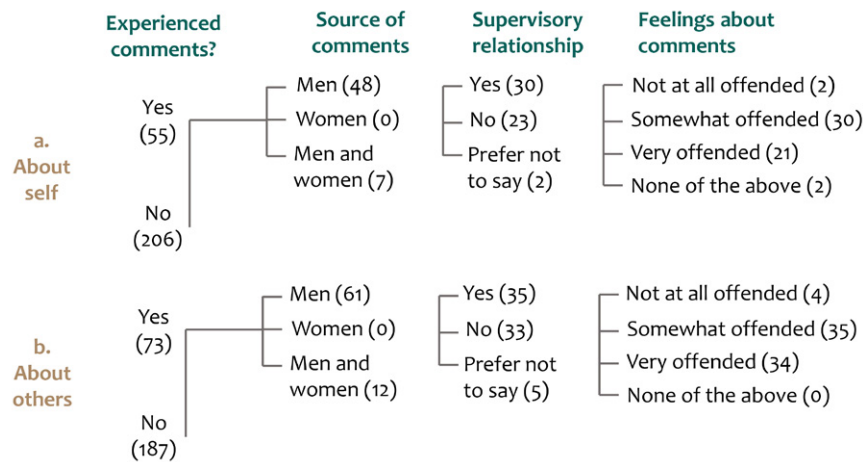 Experienced comments?
Source of comments
Supervisory relationship
Feelings about comments
a. About self
Yes (55)
No (206)
Men (48)
Women (0)
Men and women (7)
Yes (30)
No (23)
Prefer not to say (2)
Not at all offended (2)
Somewhat offended (30)
Very offended (21)
None of the above (2)
b. About others
Yes (73)
No (187)
Men (61)
Women (0)
Men and women (12)
Yes (35)
No (33)
Prefer not to say (5)
Not at all offended (4)
Somewhat offended (35)
Very offended (34)
None of the above (0)